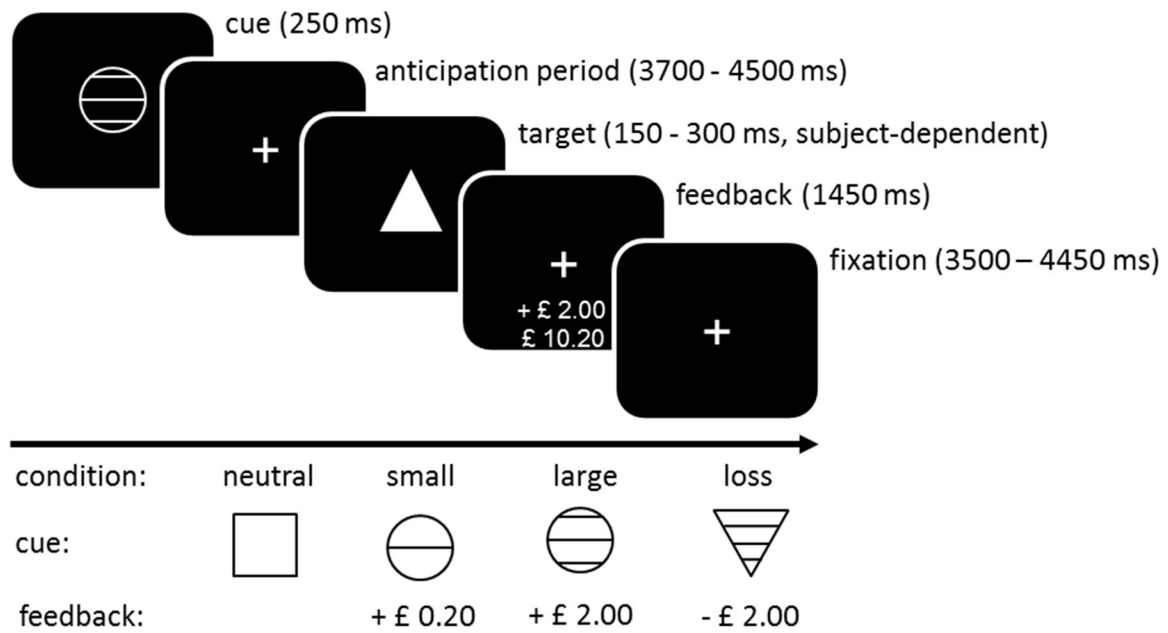 cue (250 ms)
anticipation period (3700 - 4500 ms)
target (150 - 300 ms, subject-dependent)
feedback (1450 ms)
fixation (3500 – 4450 ms)
+ £ 2.00
£ 10.20
condition: neutral small large loss
cue:
feedback: + £ 0.20 + £ 2.00 - £ 2.00